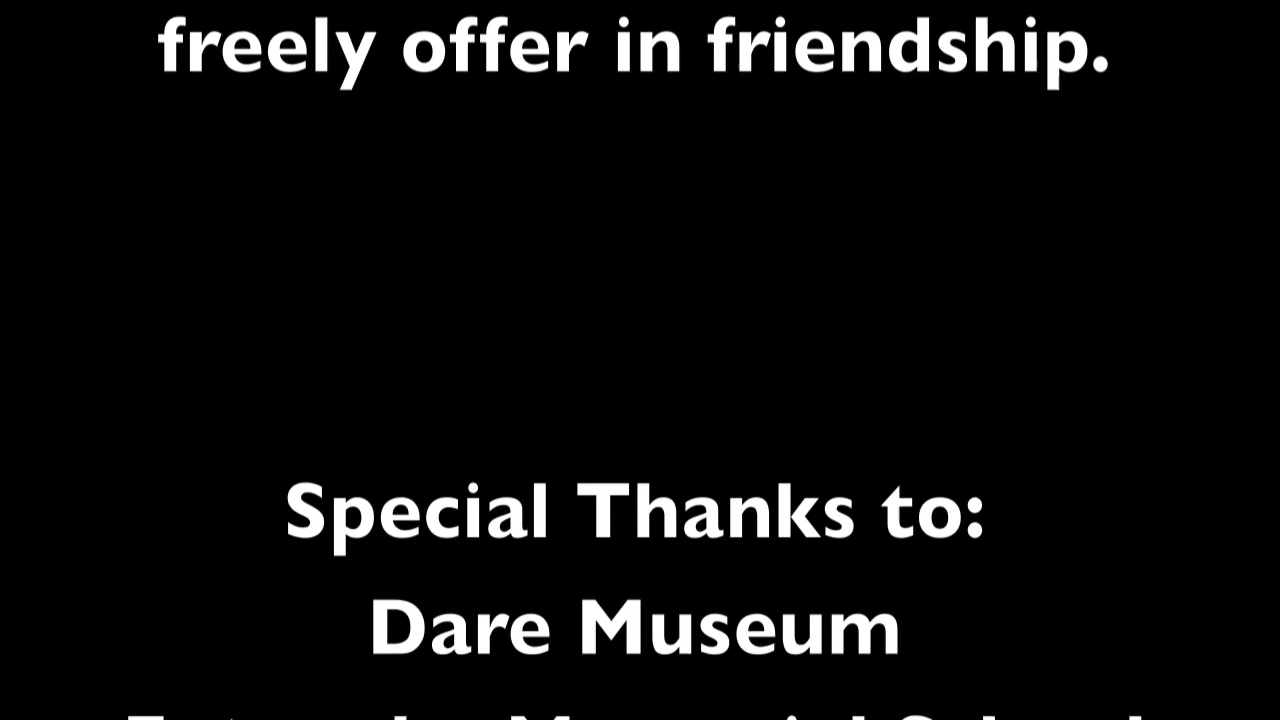 freely offer in friendship.
Special Thanks to:
Dare Museum